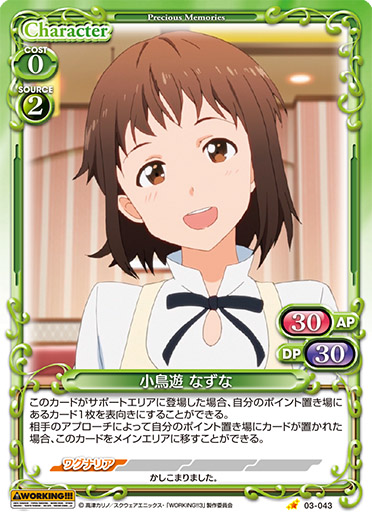 Precious Memories
Character
COST
0
SOURCE
2
30 AP
DP 30
小鳥遊 なずな
このカードがサポートエリアに登場した場合、自分のポイント置き場に
あるカード1枚を表向きにすることができる。
相手のアプローチによって自分のポイント置き場にカードが置かれた
場合、このカードをメインエリアに移すことができる。
ワグナリア
かしこまりました。
WORKING!!!
© 高津カリノ/スクウェアエニックス・「WORKING!!3」製作委員会
03-043